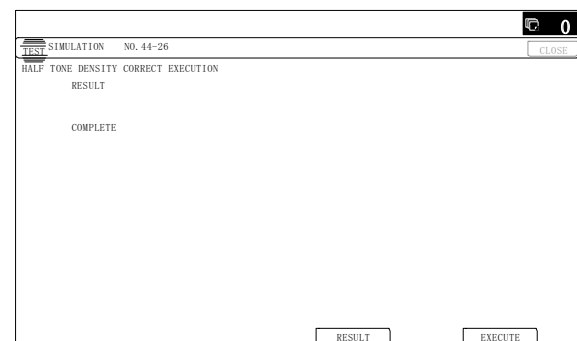 0
TEST SIMULATION NO. 44-26 CLOSE
HALF TONE DENSITY CORRECT EXECUTION
RESULT
COMPLETE
RESULT EXECUTE